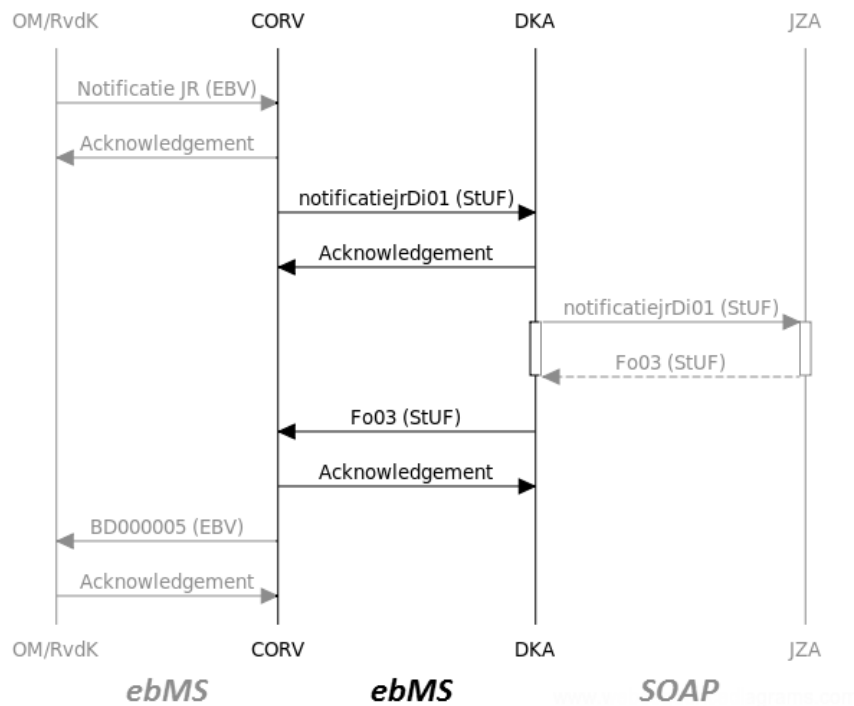 OM/RvdK CORV DKA JZA
Notificatie JR (EBV)
Acknowledgement
notificatiejrDi01 (StUF)
Acknowledgement
notificatiejrDi01 (StUF)
Fo03 (StUF)
Fo03 (StUF)
Acknowledgement
BD000005 (EBV)
Acknowledgement
OM/RvdK CORV DKA JZA
ebMS ebMS SOAP